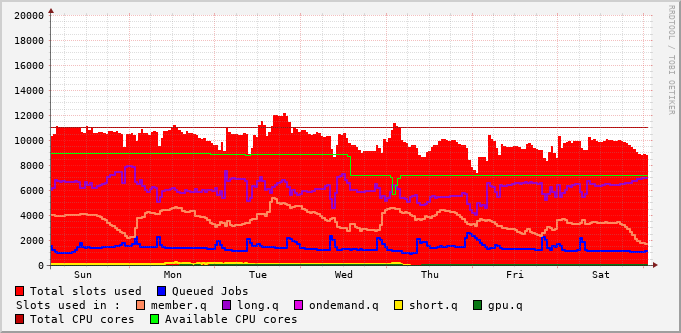 RRDTOOL / TOBI OETIKER
20000
18000
16000
14000
12000
10000
8000
6000
4000
2000
0
Sun Mon Tue Wed Thu Fri Sat
Total slots used Queued Jobs
Slots used in : member.q long.q ondemand.q short.q gpu.q
Total CPU cores Available CPU cores